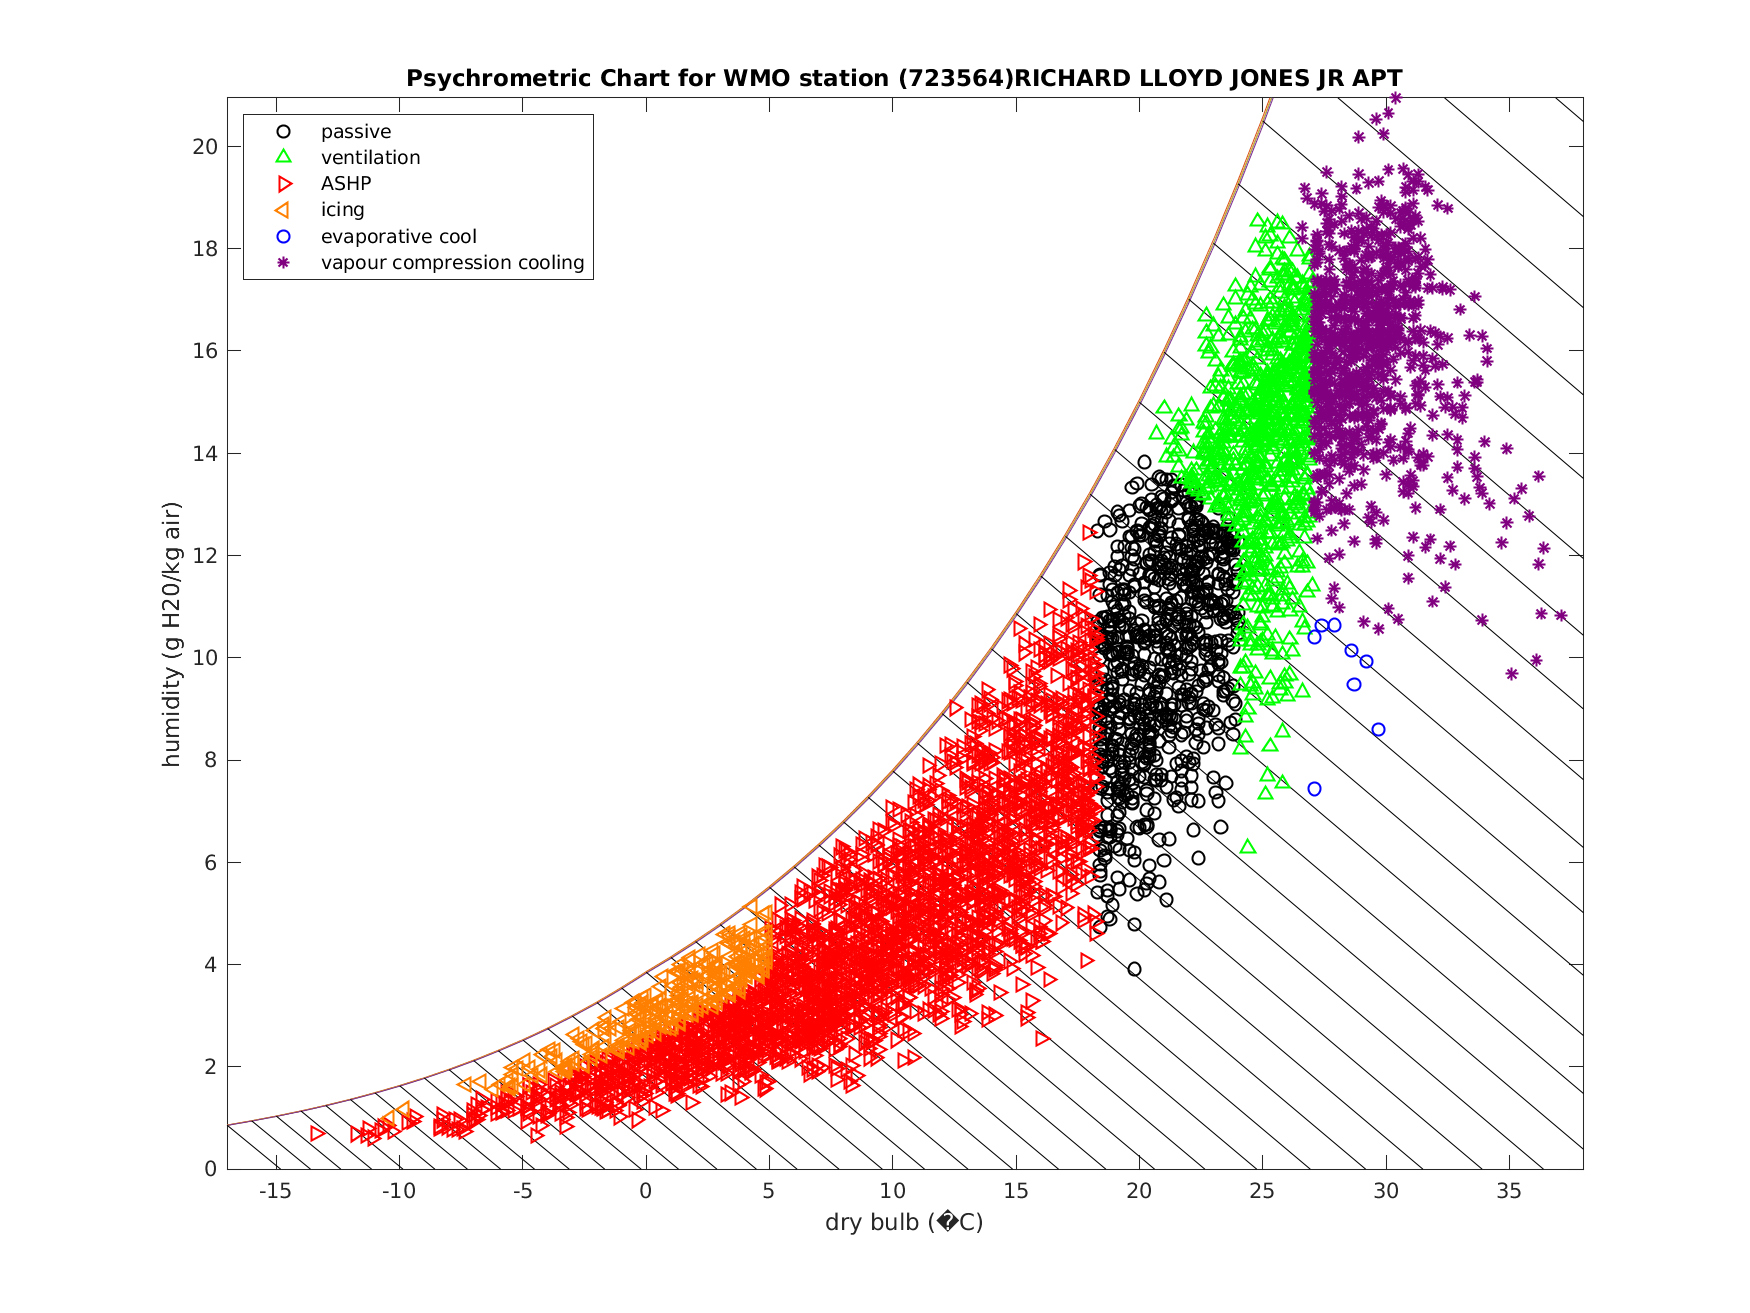 Psychrometric Chart for WMO station (723564)RICHARD LLOYD JONES JR APT
passive
ventilation
ASHP
icing
evaporative cool
vapour compression cooling
humidity (g H20/kg air)
20
18
16
14
12
10
8
6
4
2
0
-15 -10 -5 0 5 10 15 20 25 30 35
dry bulb (�C)